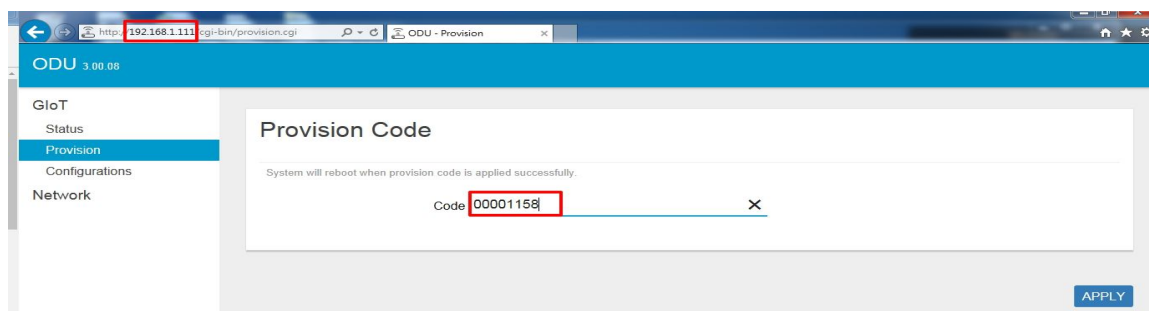 http://192.168.1.111/cgi-bin/provision.cgi
ODU - Provision
ODU 3.00.08
GIoT
Status
Provision
Configurations
Network
Provision Code
System will reboot when provision code is applied successfully.
Code 00001158
APPLY